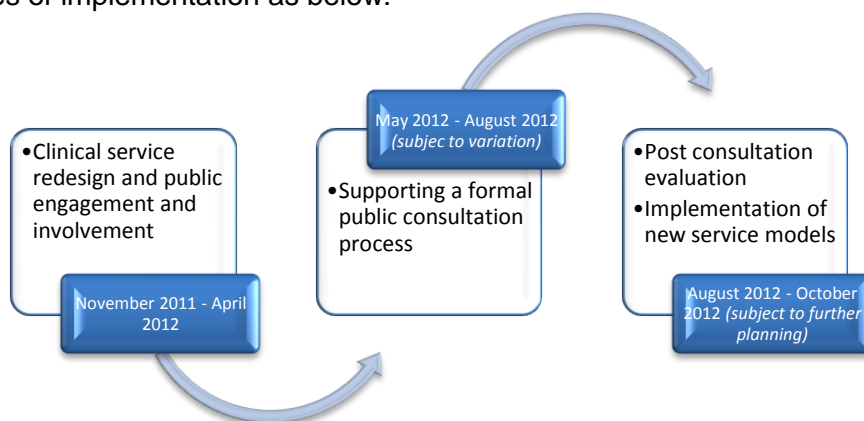 es of implementation as below.
•Clinical service
redesign and public
engagement and
involvement
November 2011 - April
2012
May 2012 - August 2012
(subjec to variation)
•Supporting a formal
public consultation
process
•Post consultation
evaluation
•Implementation of
new service models
August 2012 - October
2012 (subject to further
planning)